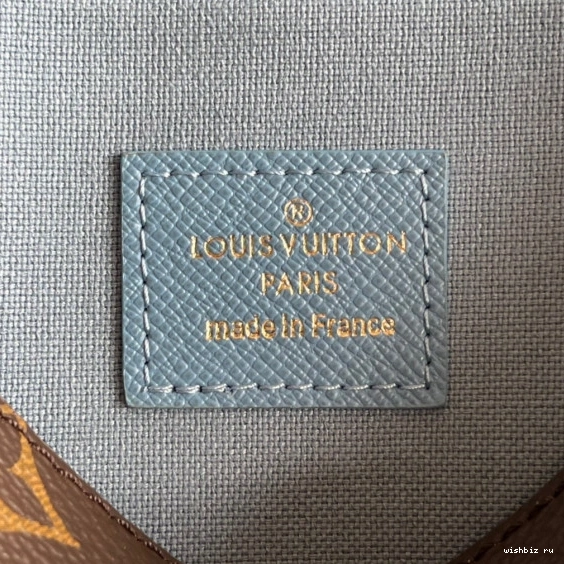 LOUIS VUITTON
PARIS
made in France
wishbiz ru